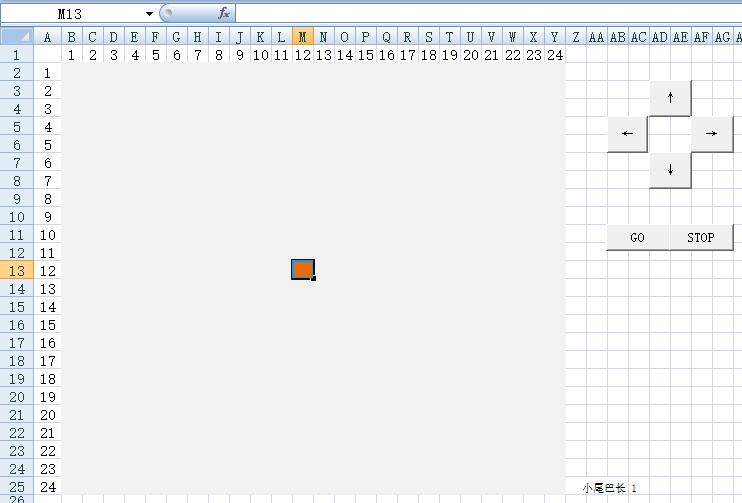 M13 fx
A B C D E F G H I J K L M N O P Q R S T U V W X Y Z AA AB AC AD AE AF AG A
1 1 2 3 4 5 6 7 8 9 10 11 12 13 14 15 16 17 18 19 20 21 22 23 24
2 1
3 2 ↑
4 3
5 4 ← →
6 5
7 6
8 7 ↓
9 8
10 9
11 10 GO STOP
12 11
13 12
14 13
15 14
16 15
17 16
18 17
19 18
20 19
21 20
22 21
23 22
24 23
25 24 小尾巴长 1
26